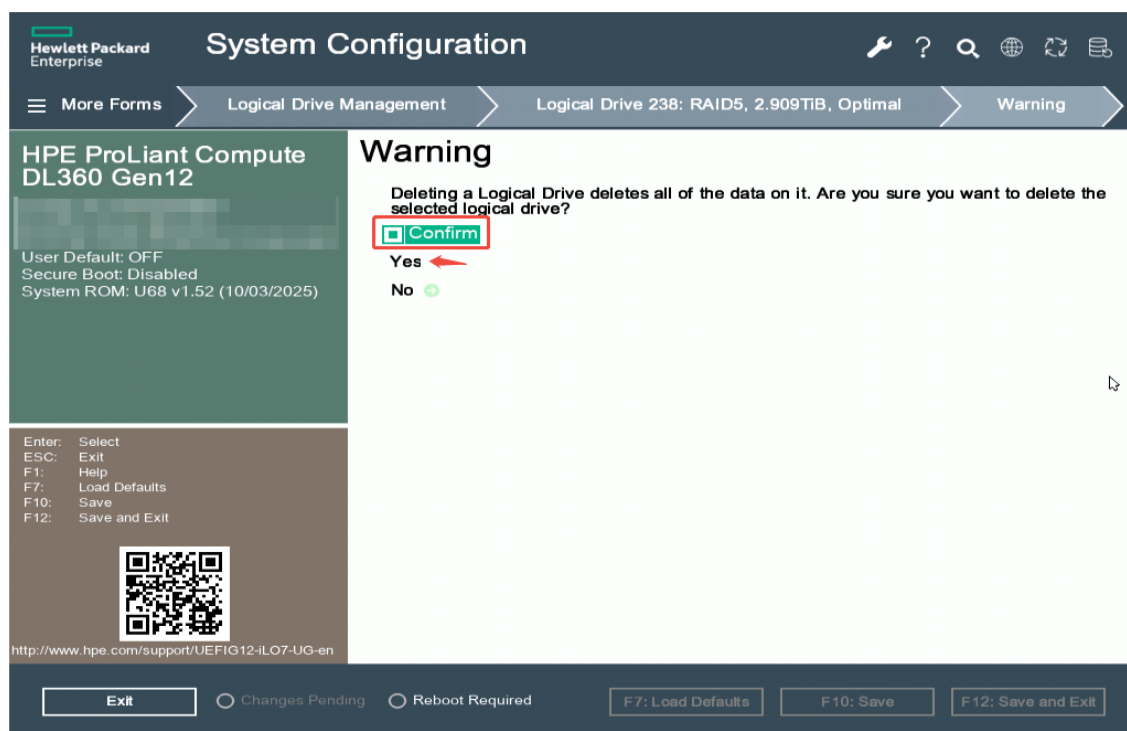 Hewlett Packard
Enterprise
System Configuration
?
More Forms
Logical Drive Management
Logical Drive 238: RAID5, 2.909TiB, Optimal
Warning
HPE ProLiant Compute
DL360 Gen12
User Default: OFF
Secure Boot: Disabled
System ROM: U68 v1.52 (10/03/2025)
Warning
Deleting a Logical Drive deletes all of the data on it. Are you sure you want to delete the
selected logical drive?
Confirm
Yes
No
Enter: Select
ESC: Exit
F1: Help
F7: Load Defaults
F10: Save
F12: Save and Exit
http://www.hpe.com/support/UEFIG12-iLO7-UG-en
Exit
Changes Pending
Reboot Required
F7: Load Defaults
F10: Save
F12: Save and Exit